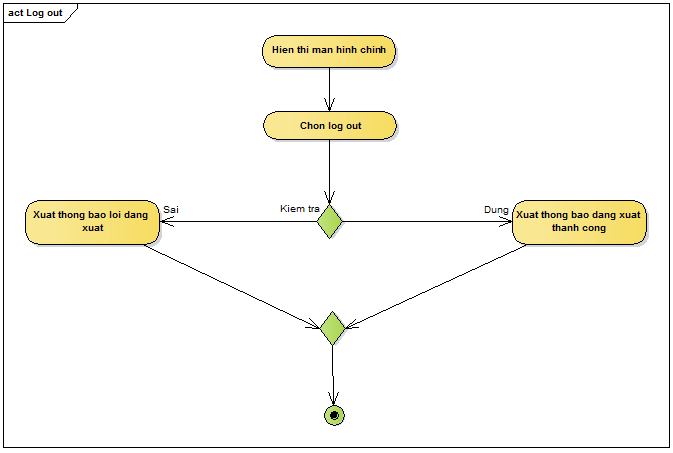 act Log out
Hien thi man hinh chinh
Chon log out
Kiem tra
Sai
Dung
Xuat thong bao loi dang
xuat
Xuat thong bao dang xuat
thanh cong